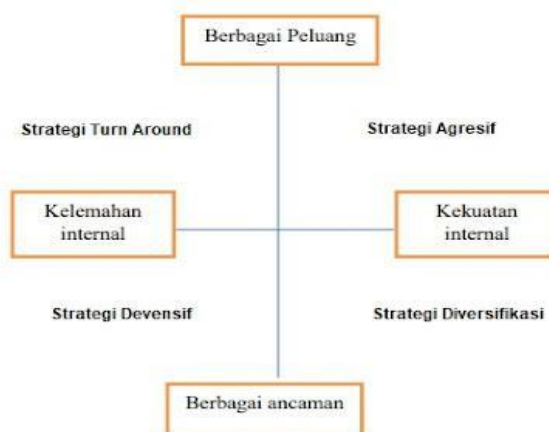 Berbagai Peluang
Strategi Turn Around
Strategi Agresif
Kelemahan
internal
Kekuatan
internal
Strategi Devensif
Strategi Diversifikasi
Berbagai ancaman